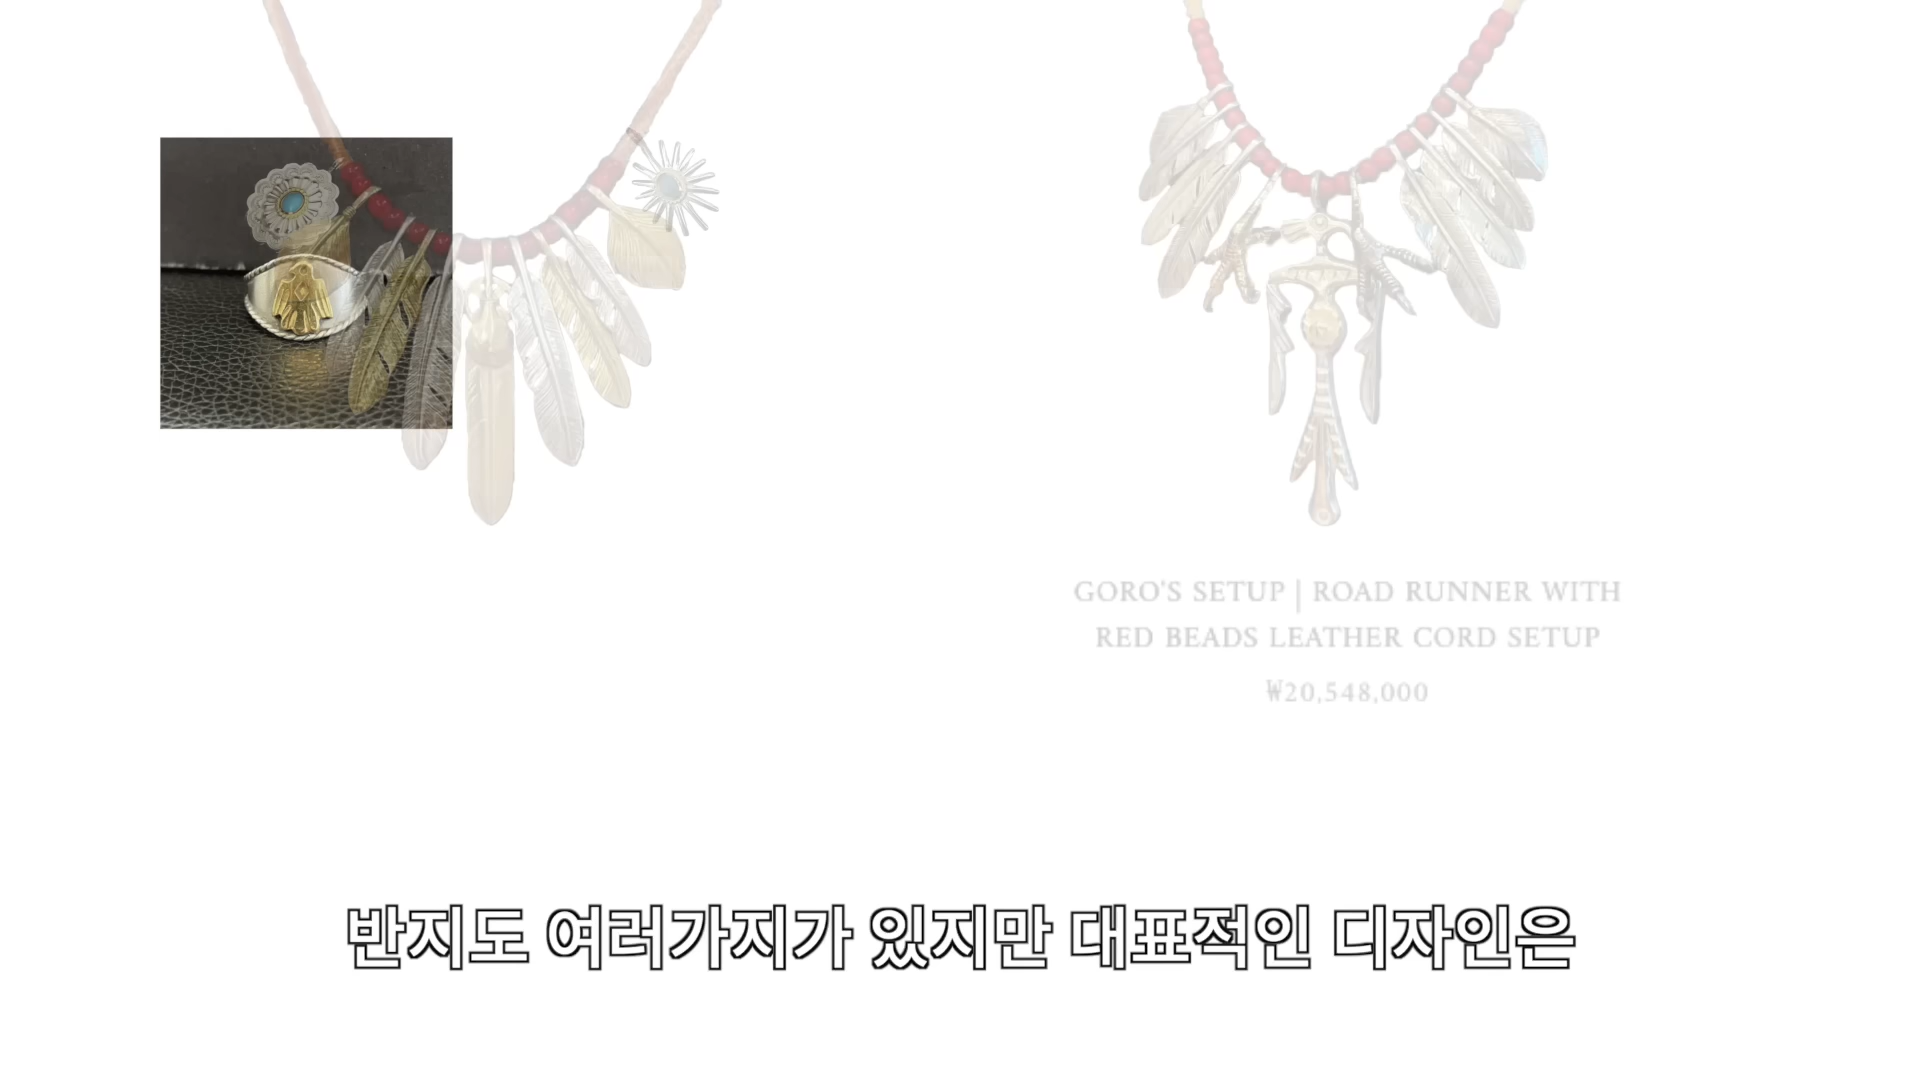 GORO'S SETUP | ROAD RUNNER WITH
RED BEADS LEATHER CORD SETUP
₩20,548,000
반지도 여러가지가 있지만 대표적인 디자인은